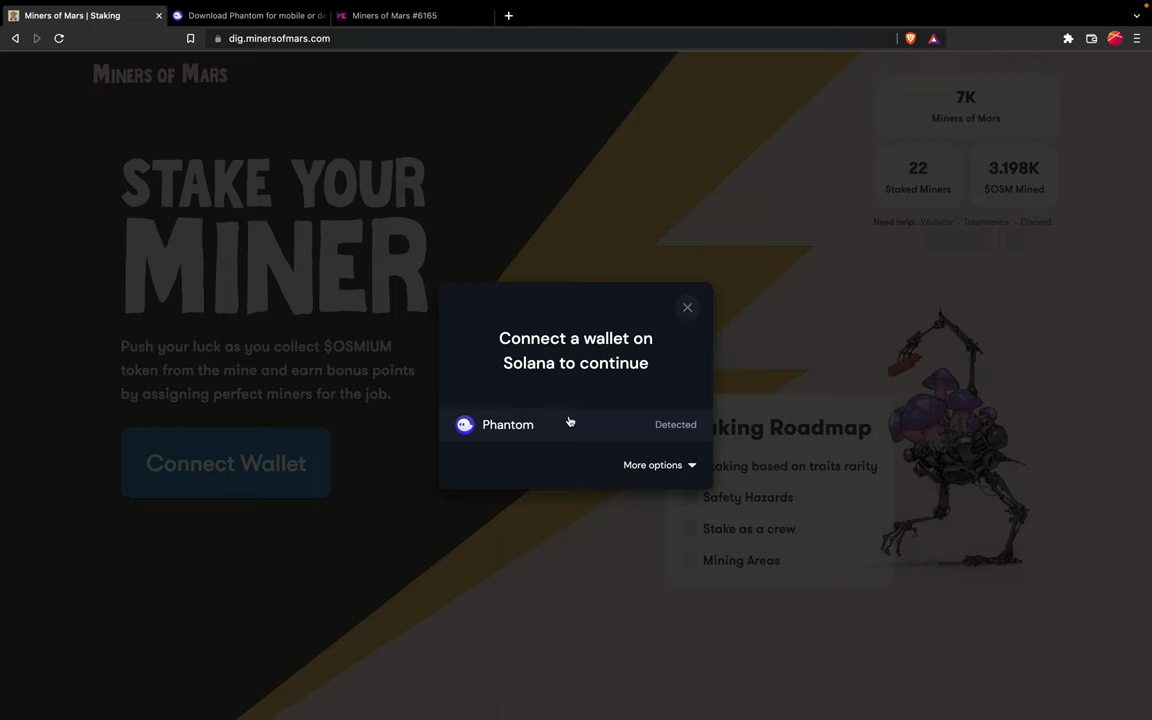 Miners of Mars | Staking
Download Phantom for mobile or de
Miners of Mars #6165
dig.minersofmars.com
MINERS OF MARS
7K
Miners of Mars
22
Staked Miners
3.198K
$OSM Mined
Need help: Website - Tokenomics - Discord
STAKE YOUR
MINER
Push your luck as you collect $OSMIUM
token from the mine and earn bonus points
by assigning perfect miners for the job.
Connect Wallet
Connect a wallet on
Solana to continue
Phantom
Detected
More options
aking Roadmap
taking based on traits rarity
Safety Hazards
Stake as a crew
Mining Areas